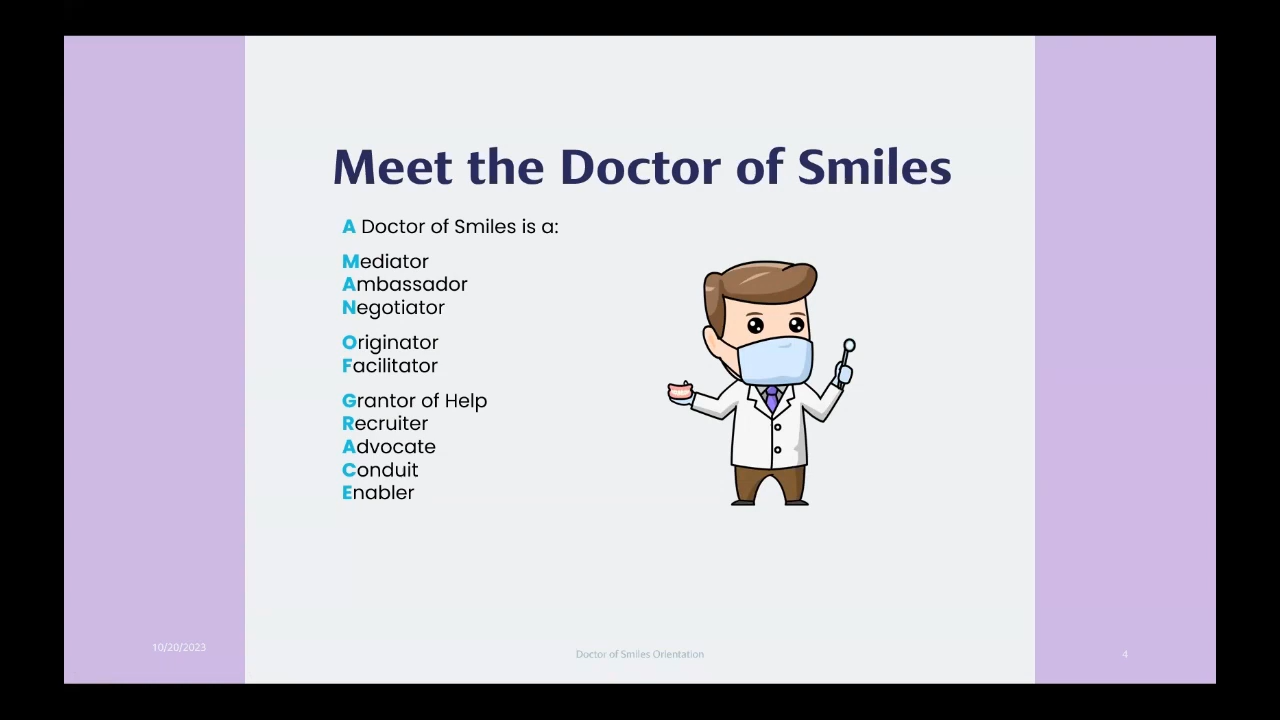 Meet the Doctor of Smiles
A Doctor of Smiles is a:
Mediator
Ambassador
Negotiator
Originator
Facilitator
Grantor of Help
Recruiter
Advocate
Conduit
Enabler
10/20/2023
Doctor of Smiles Orientation
4